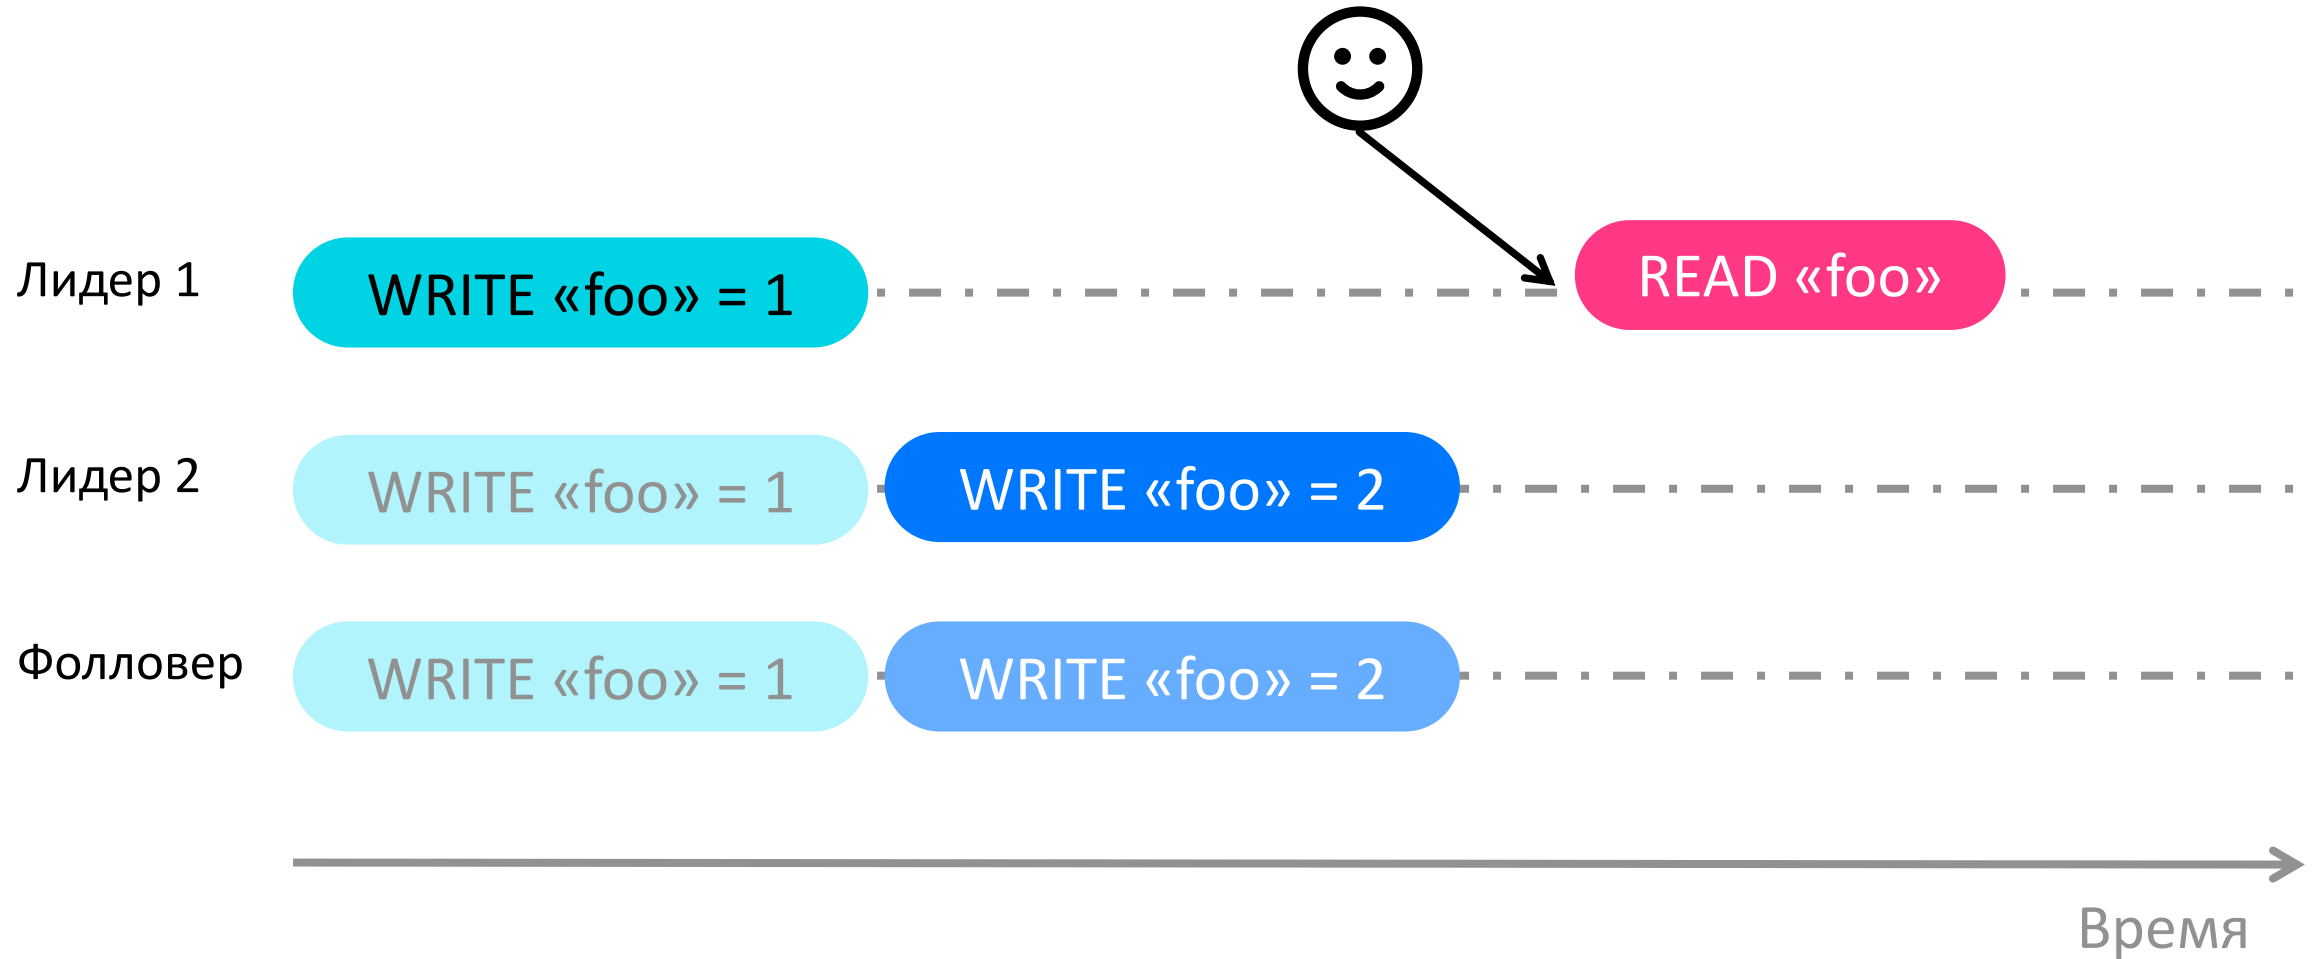 Лидер 1
WRITE «foo» = 1
READ «foo»
Лидер 2
WRITE «foo» = 1
WRITE «foo» = 2
Фолловер
WRITE «foo» = 1
WRITE «foo» = 2
Время